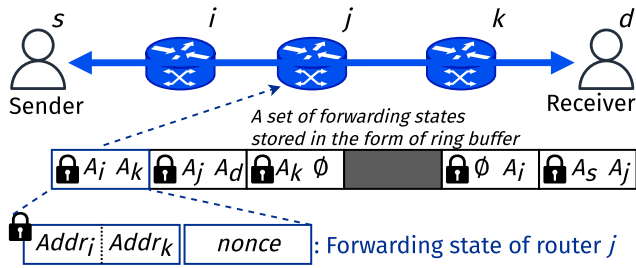 s i j k d
Sender
Receiver
A set of forwarding states
stored in the form of ring buffer
Ai Ak Aj Ad Ak ∅ ∅ Ai As Aj
Addri Addrk nonce : Forwarding state of router j